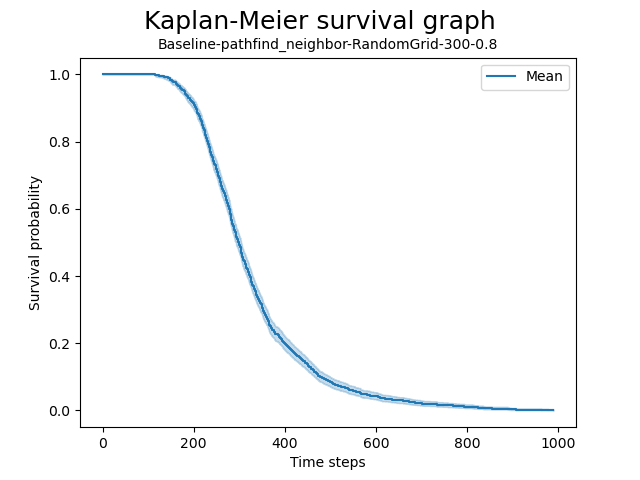 Kaplan-Meier survival graph
Baseline-pathfind_neighbor-RandomGrid-300-0.8
Mean
Survival probability
1.0
0.8
0.6
0.4
0.2
0.0
0 200 400 600 800 1000
Time steps